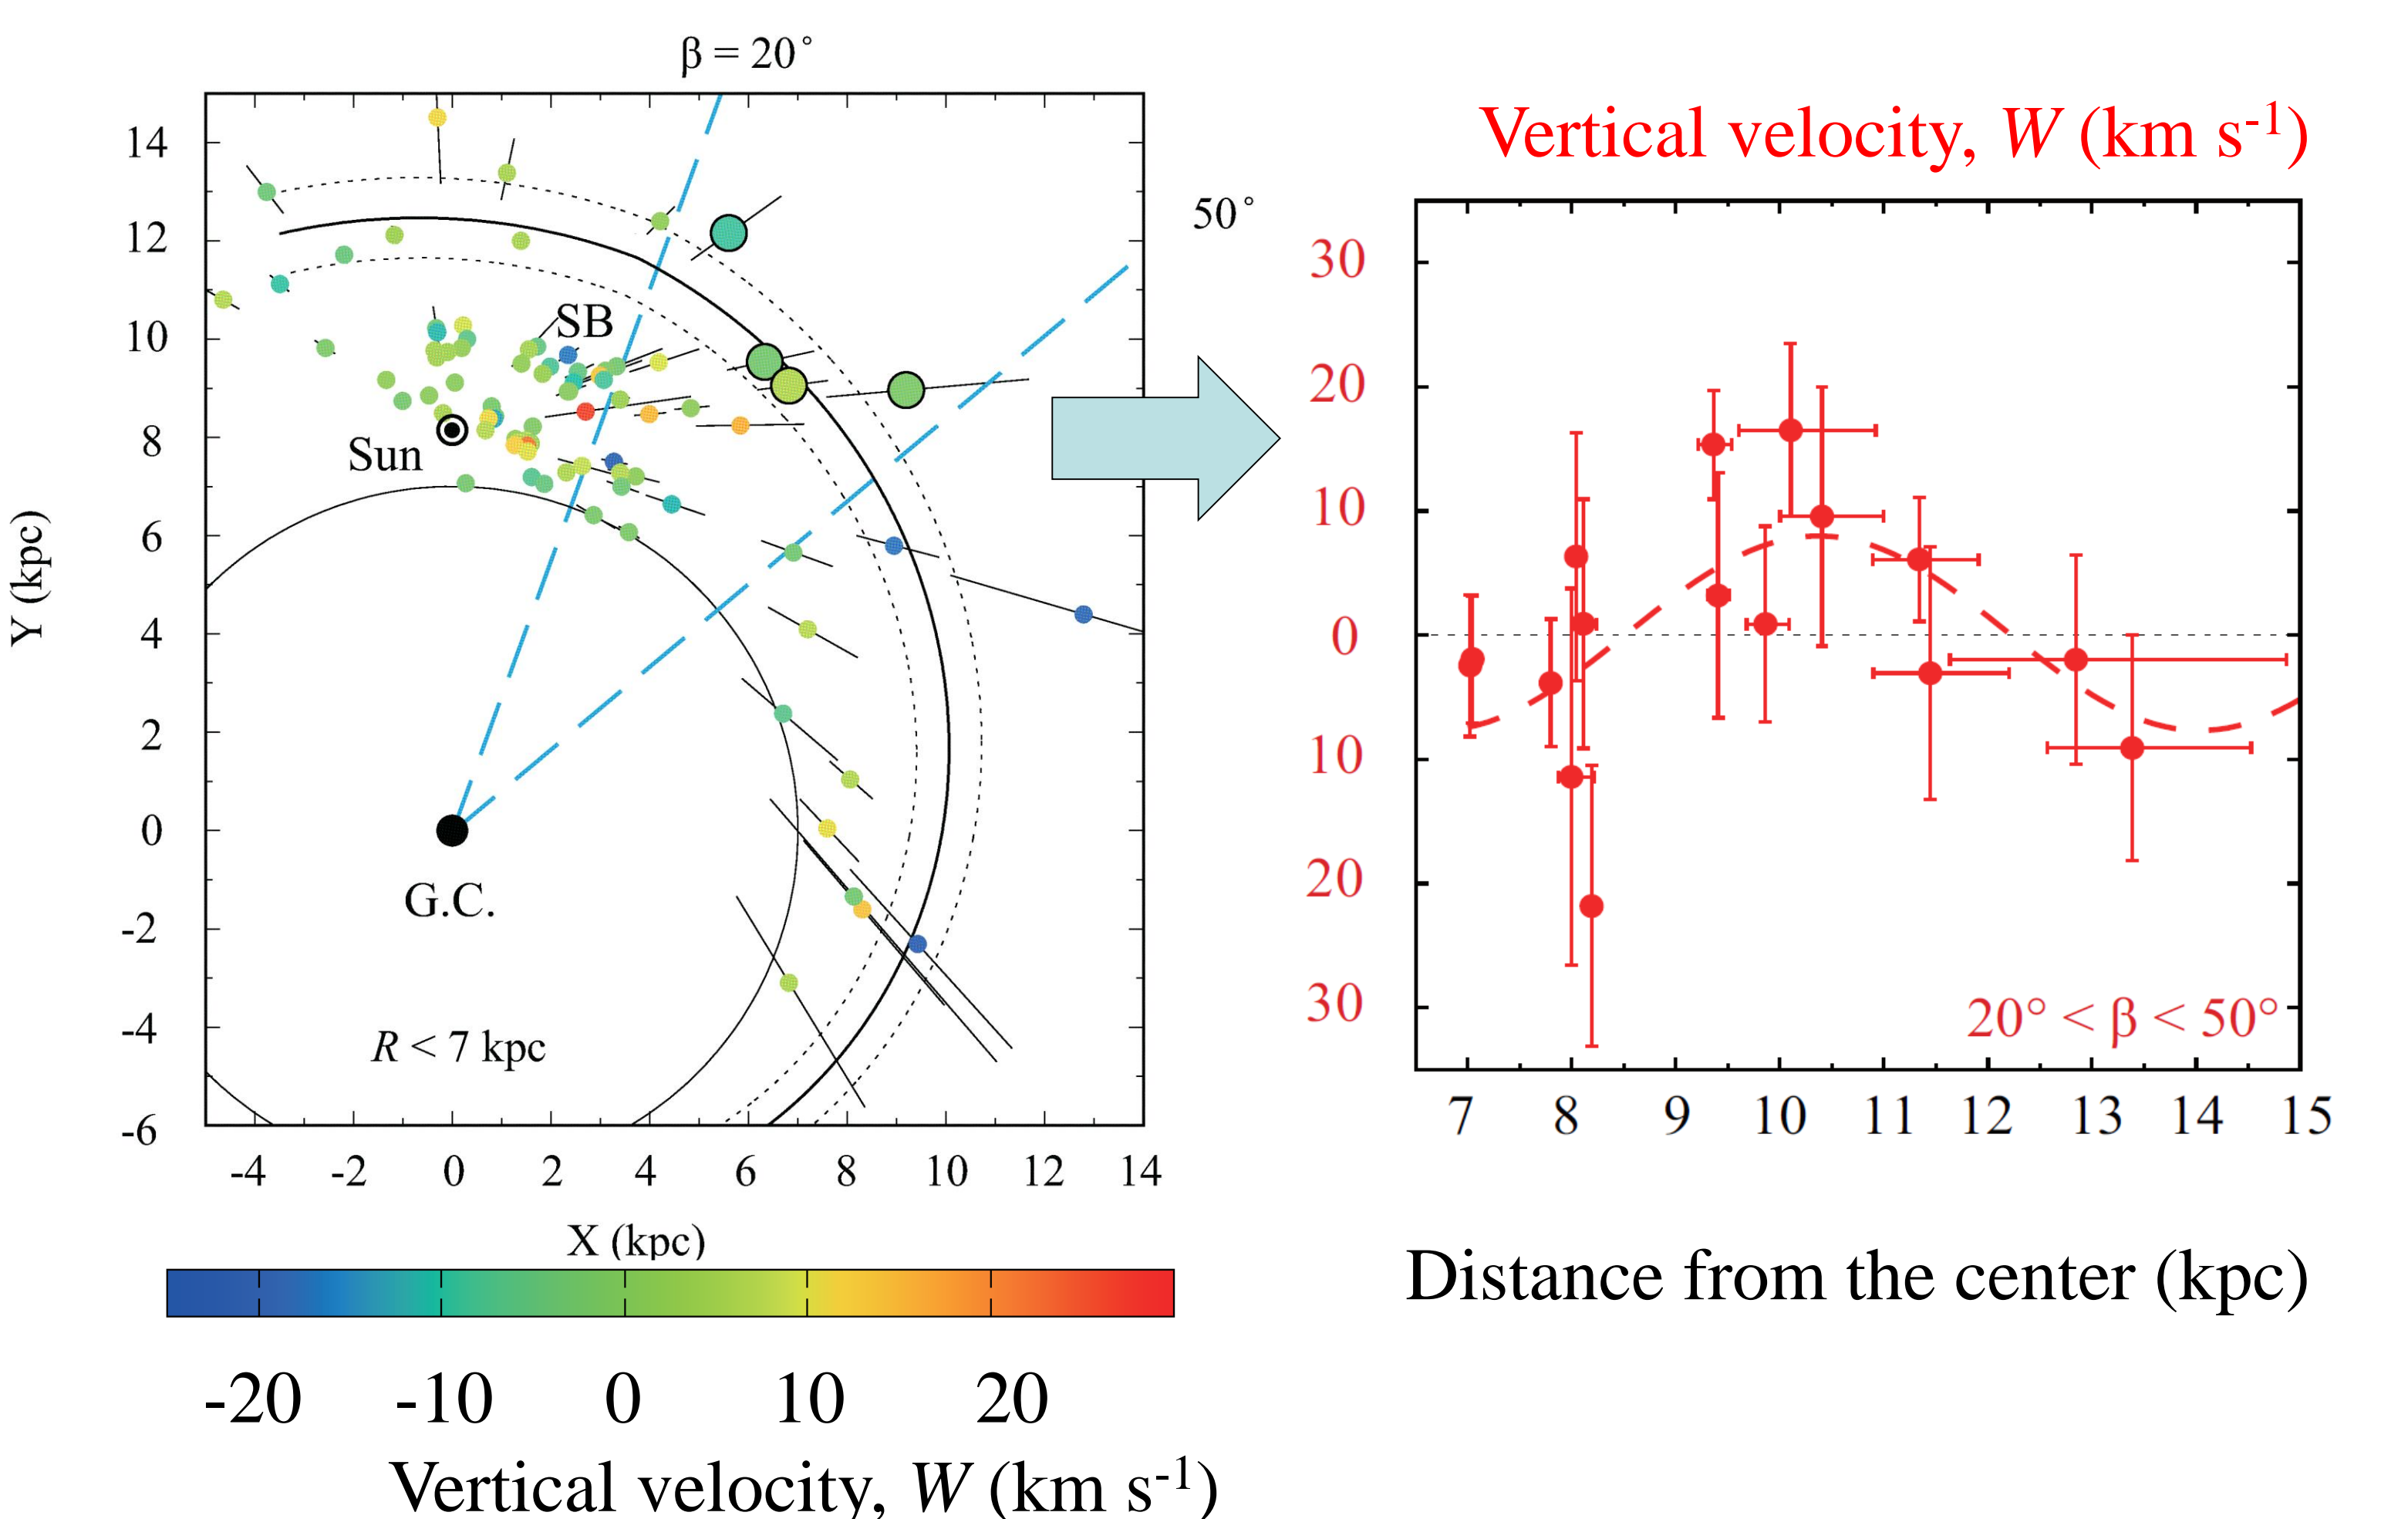 β = 20°
50°
14
12
10
8
6
4
2
0
-2
-4
-6
Y (kpc)
SB
Sun
G.C.
R < 7 kpc
-4 -2 0 2 4 6 8 10 12 14
X (kpc)
-20 -10 0 10 20
Vertical velocity, W (km s-1)
Vertical velocity, W (km s-1)
30
20
10
0
10
20
30
20° < β < 50°
7 8 9 10 11 12 13 14 15
Distance from the center (kpc)